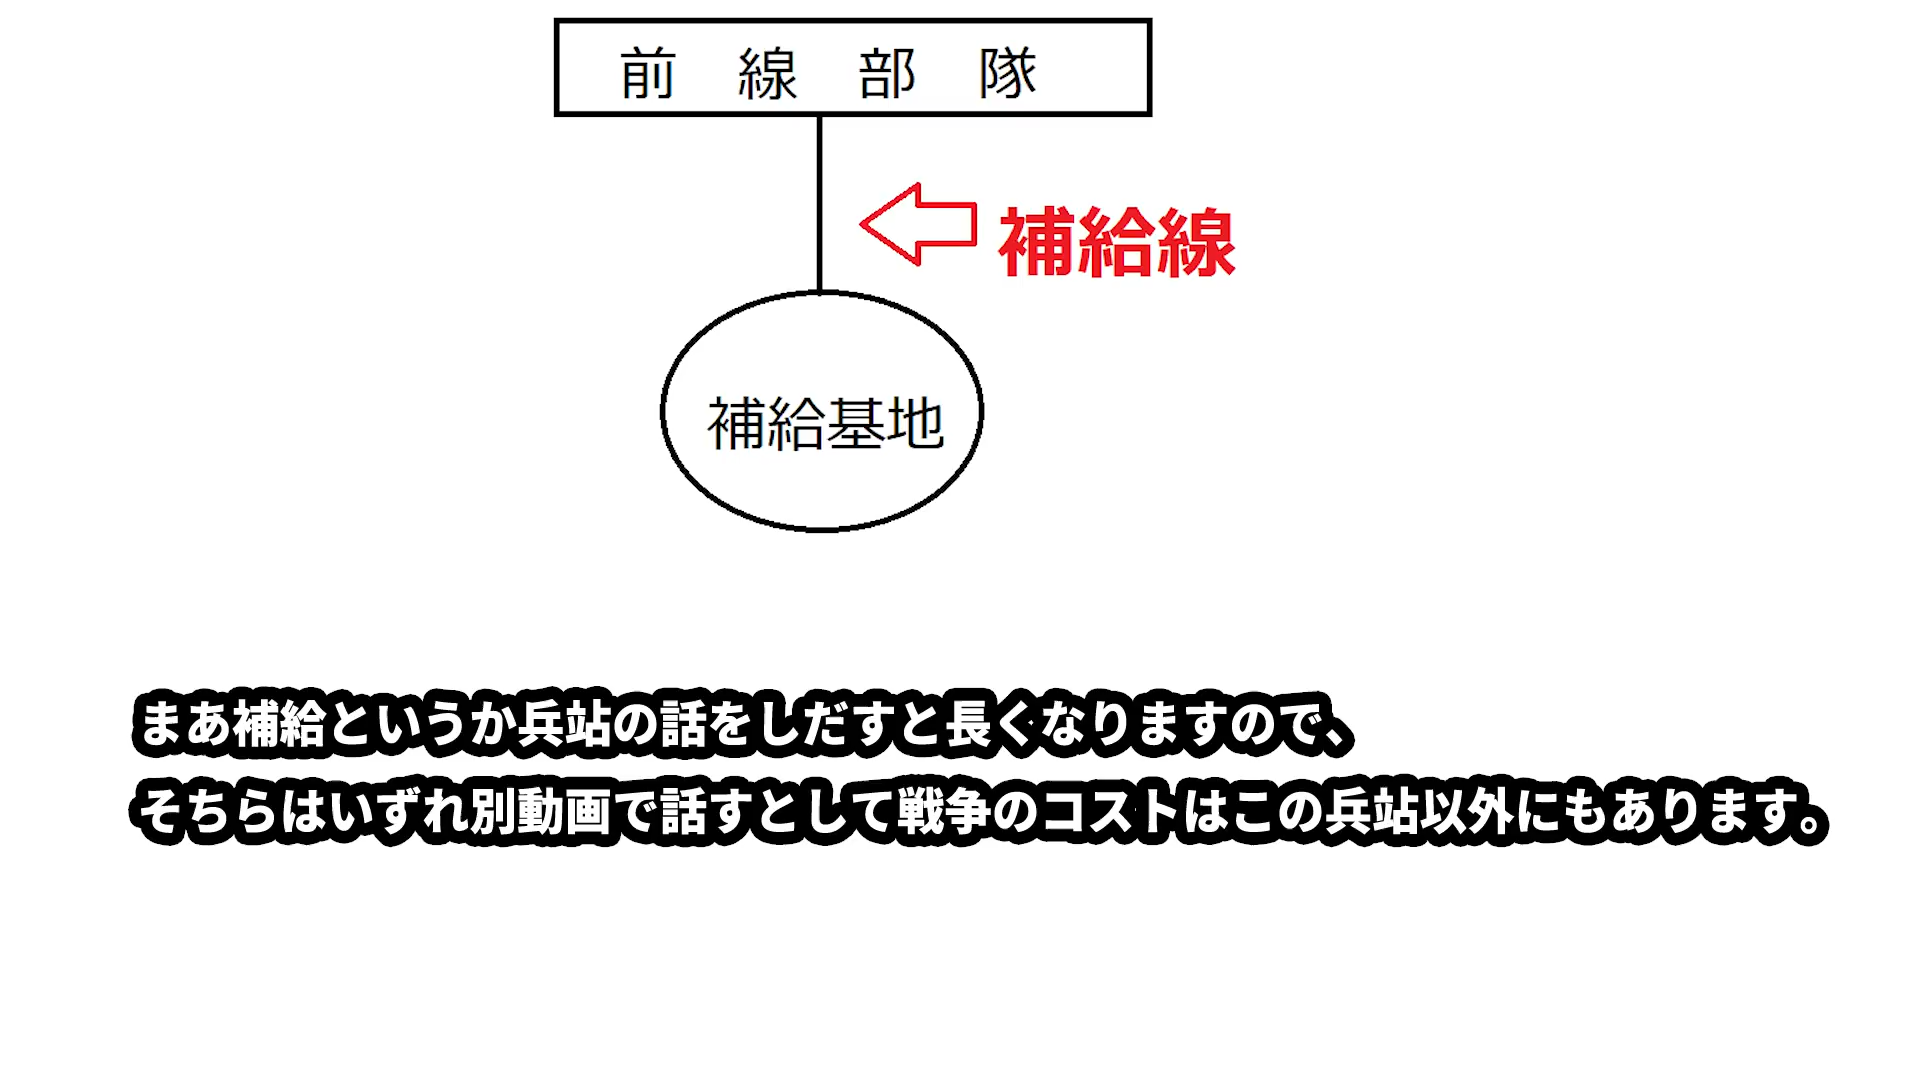 前線部隊
補給線
補給基地
まあ補給というか兵站の話をしだすと長くなりますので、
そちらはいずれ別動画で話すとして戦争のコストはこの兵站以外にもあります。